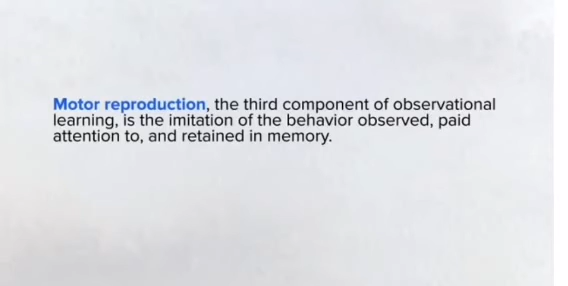 Motor reproduction, the third component of observational
learning, is the imitation of the behavior observed, paid
attention to, and retained in memory.